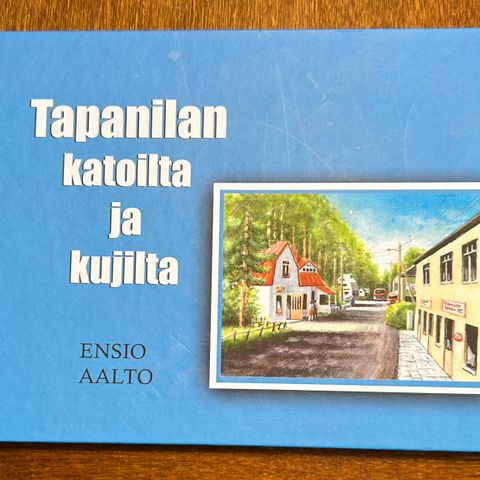 Tapanilan
katoilta
ja
kujilta
ENSIO
AALTO